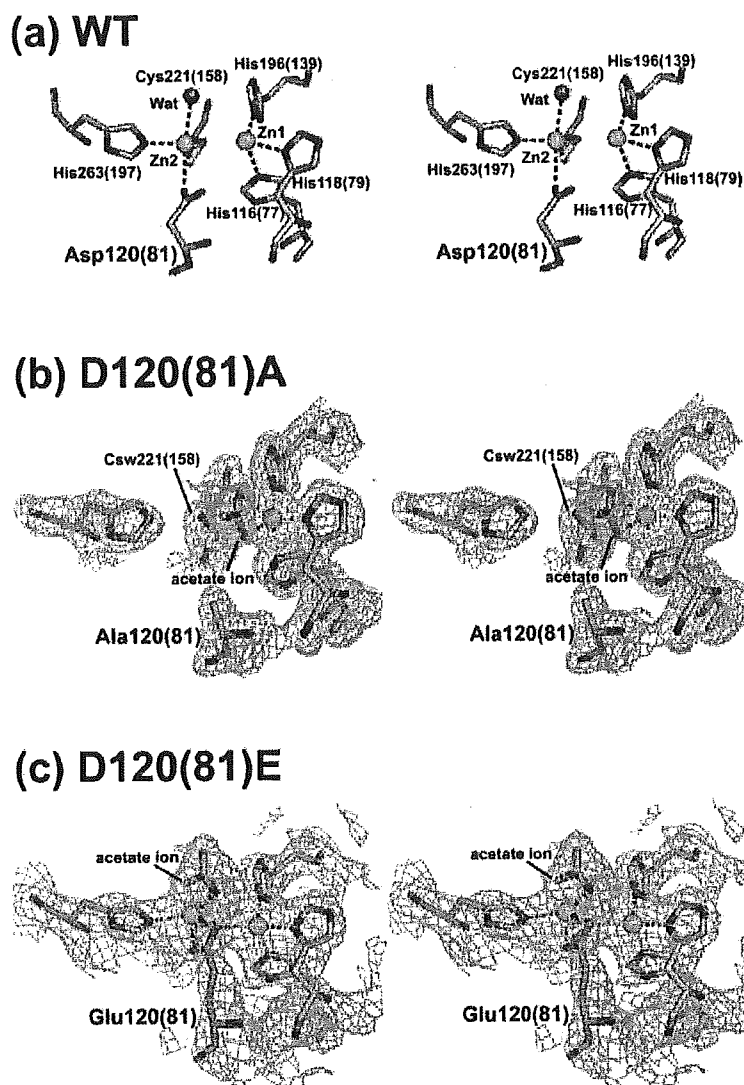 (a) WT
His196(139)
Cys221(158)
Wat
Zn1
Zn2
His263(197)
His118(79)
His116(77)
Asp120(81)
His196(139)
Cys221(158)
Wat
Zn1
Zn2
His263(197)
His118(79)
His116(77)
Asp120(81)
(b) D120(81)A
Csw221(158)
acetate ion
Ala120(81)
Csw221(158)
acetate ion
Ala120(81)
(c) D120(81)E
acetate ion
Glu120(81)
acetate ion
Glu120(81)